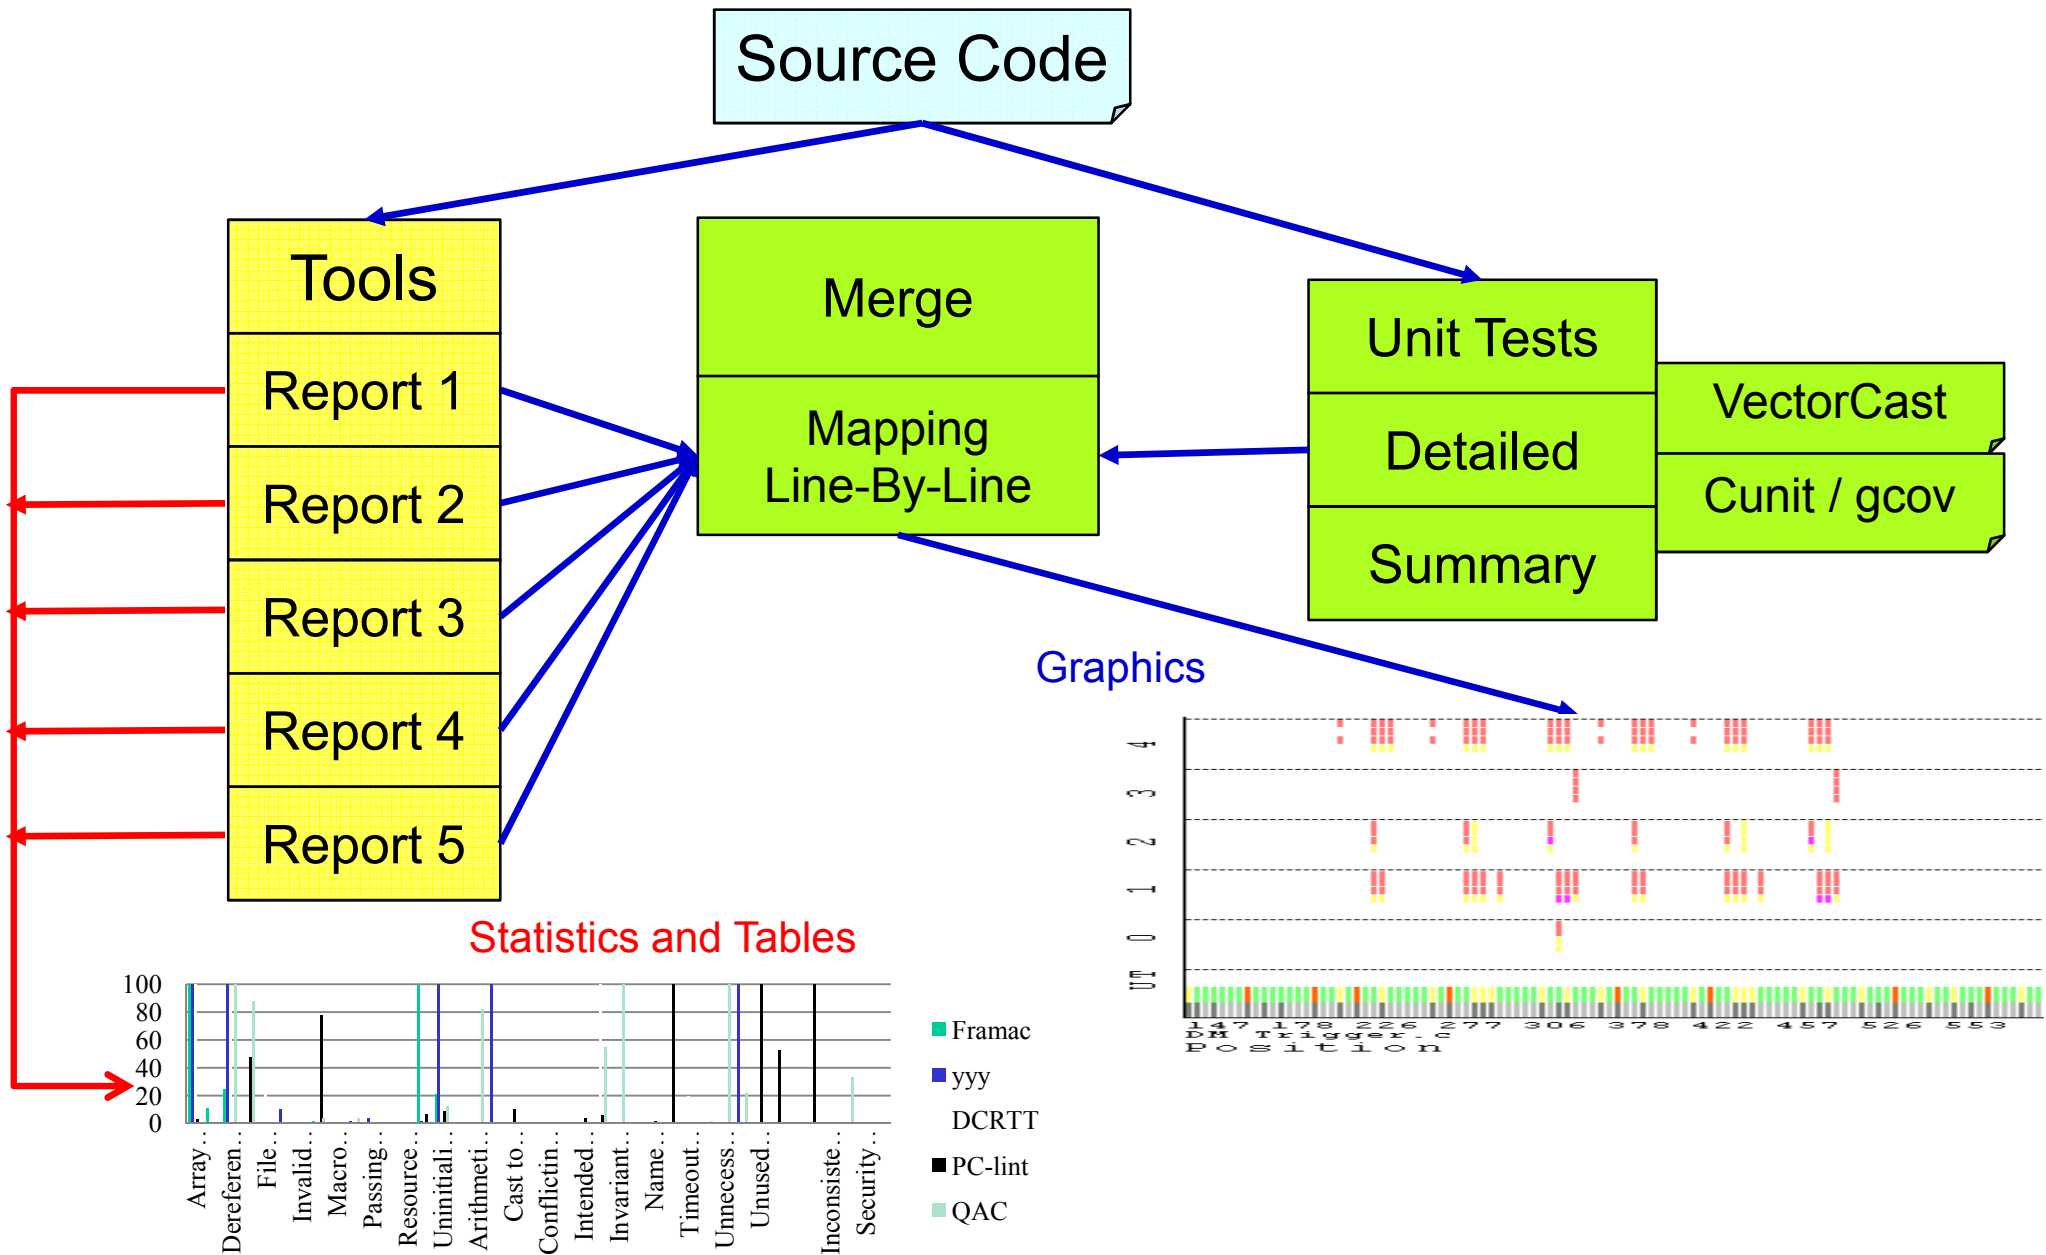 Source Code
Tools
Report 1
Report 2
Report 3
Report 4
Report 5
Merge
Mapping
Line-By-Line
Unit Tests
Detailed
Summary
VectorCast
Cunit / gcov
Graphics
4
3
2
1
0
UT
147 178 226 277 306 378 422 457 526 553
DM Trigger.c
Position
Statistics and Tables
100
80
60
40
20
0
Array…
Dereferen…
File…
Invalid…
Macro…
Passing…
Resource…
Uninitiali…
Arithmeti…
Cast to…
Conflictin…
Intended…
Invariant…
Name…
Timeout…
Unnecess…
Unused…
Inconsiste…
Security…
Framac
yyy
DCRTT
PC-lint
QAC